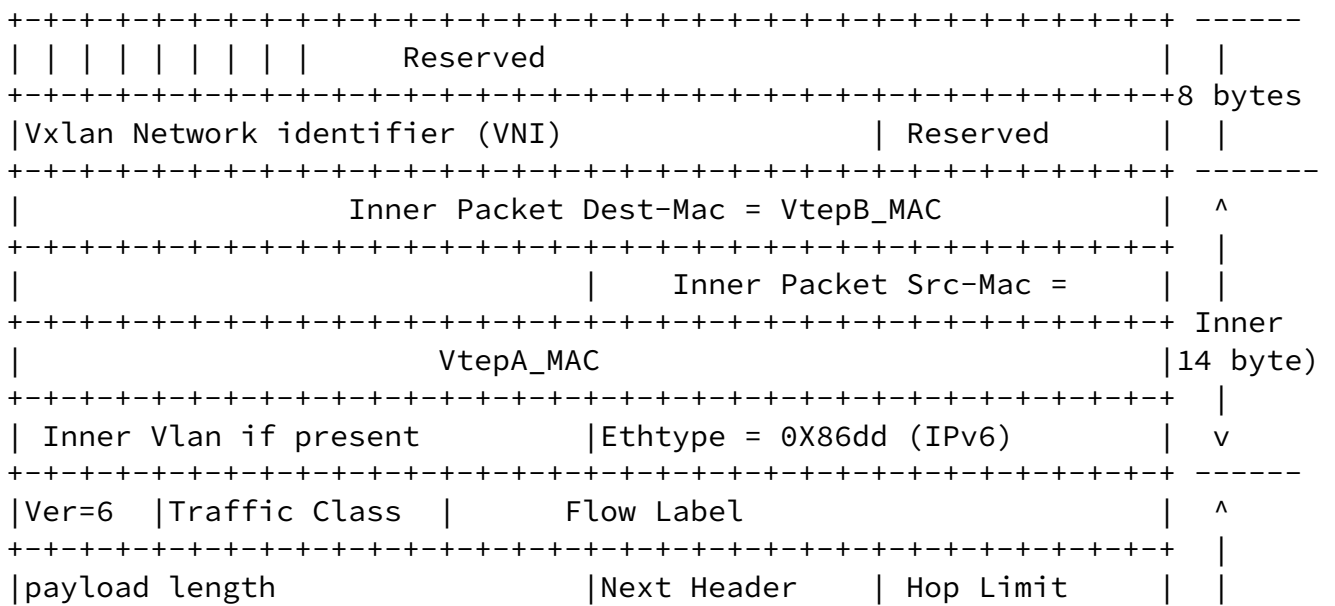 +-+-+-+-+-+-+-+-+-+-+-+-+-+-+-+-+-+-+-+-+-+-+-+-+-+-+-+-+-+-+-+-+ ------
| | | | | | | | |     Reserved                                  |  |
+-+-+-+-+-+-+-+-+-+-+-+-+-+-+-+-+-+-+-+-+-+-+-+-+-+-+-+-+-+-+-+-+8 bytes
|Vxlan Network identifier (VNI)                 | Reserved      |  |
+-+-+-+-+-+-+-+-+-+-+-+-+-+-+-+-+-+-+-+-+-+-+-+-+-+-+-+-+-+-+-+-+ -------
|                  Inner Packet Dest-Mac = VtepB_MAC            |  ^
+-+-+-+-+-+-+-+-+-+-+-+-+-+-+-+-+-+-+-+-+-+-+-+-+-+-+-+-+-+-+-+-+  |
|                               |    Inner Packet Src-Mac =     |  |
+-+-+-+-+-+-+-+-+-+-+-+-+-+-+-+-+-+-+-+-+-+-+-+-+-+-+-+-+-+-+-+-+ Inner
|                       VtepA_MAC                               |14 byte)
+-+-+-+-+-+-+-+-+-+-+-+-+-+-+-+-+-+-+-+-+-+-+-+-+-+-+-+-+-+-+-+-+  |
| Inner Vlan if present         |Ethtype = 0X86dd (IPv6)        |  v
+-+-+-+-+-+-+-+-+-+-+-+-+-+-+-+-+-+-+-+-+-+-+-+-+-+-+-+-+-+-+-+-+ ------
|Ver=6  |Traffic Class  |      Flow Label                       |  ^
+-+-+-+-+-+-+-+-+-+-+-+-+-+-+-+-+-+-+-+-+-+-+-+-+-+-+-+-+-+-+-+-+  |
|payload length                 |Next Header    | Hop Limit     |  |